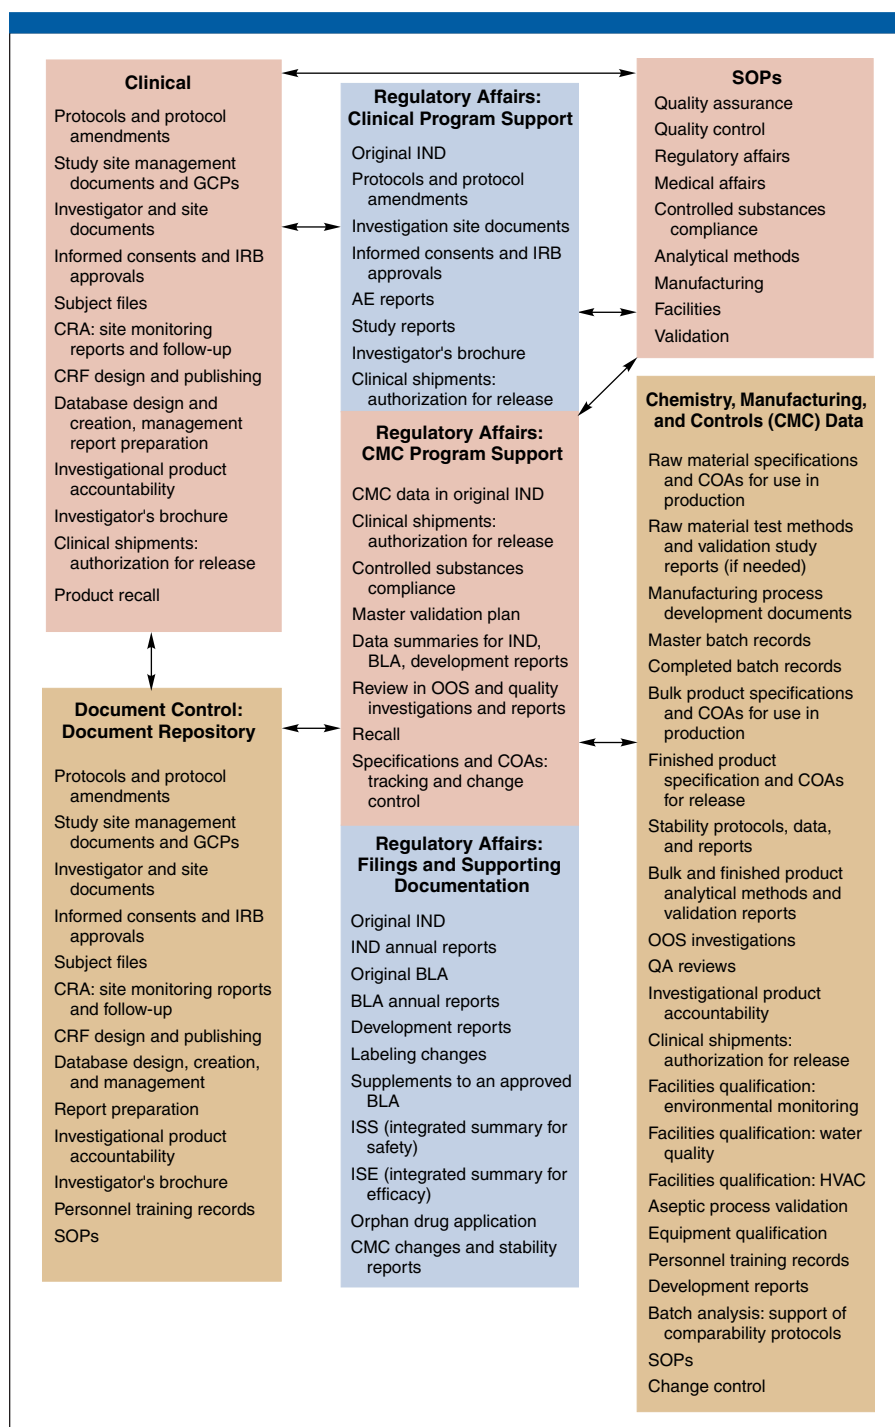 Clinical
Protocols and protocol
amendments
Study site management
documents and GCPs
Investigator and site
documents
Informed consents and IRB
approvals
Subject files
CRA: site monitoring
reports and follow-up
CRF design and publishing
Database design and
creation, management
report preparation
Investigational product
accountability
Investigator's brochure
Clinical shipments:
authorization for release
Product recall
Document Control:
Document Repository
Protocols and protocol
amendments
Study site management
documents and GCPs
Investigator and site
documents
Informed consents and IRB
approvals
Subject files
CRA: site monitoring roports
and follow-up
CRF design and publishing
Database design, creation,
and management
Report preparation
Investigational product
accountability
Investigator's brochure
Personnel training records
SOPs
Regulatory Affairs:
Clinical Program Support
Original IND
Protocols and protocol
amendments
Investigation site documents
Informed consents and IRB
approvals
AE reports
Study reports
Investigator's brochure
Clinical shipments:
authorization for release
Regulatory Affairs:
CMC Program Support
CMC data in original IND
Clinical shipments:
authorization for release
Controlled substances
compliance
Master validation plan
Data summaries for IND,
BLA, development reports
Review in OOS and quality
investigations and reports
Recall
Specifications and COAs:
tracking and change
control
Regulatory Affairs:
Filings and Supporting
Documentation
Original IND
IND annual reports
Original BLA
BLA annual reports
Development reports
Labeling changes
Supplements to an approved
BLA
ISS (integrated summary for
safety)
ISE (integrated summary for
efficacy)
Orphan drug application
CMC changes and stability
reports
SOPs
Quality assurance
Quality control
Regulatory affairs
Medical affairs
Controlled substances
compliance
Analytical methods
Manufacturing
Facilities
Validation
Chemistry, Manufacturing,
and Controls (CMC) Data
Raw material specifications
and COAs for use in
production
Raw material test methods
and validation study
reports (if needed)
Manufacturing process
development documents
Master batch records
Completed batch records
Bulk product specifications
and COAs for use in
production
Finished product
specification and COAs
for release
Stability protocols, data,
and reports
Bulk and finished product
analytical methods and
validation reports
OOS investigations
QA reviews
Investigational product
accountability
Clinical shipments:
authorization for release
Facilities qualification:
environmental monitoring
Facilities qualification: water
quality
Facilities qualification: HVAC
Aseptic process validation
Equipment qualification
Personnel training records
Development reports
Batch analysis: support of
comparability protocols
SOPs
Change control